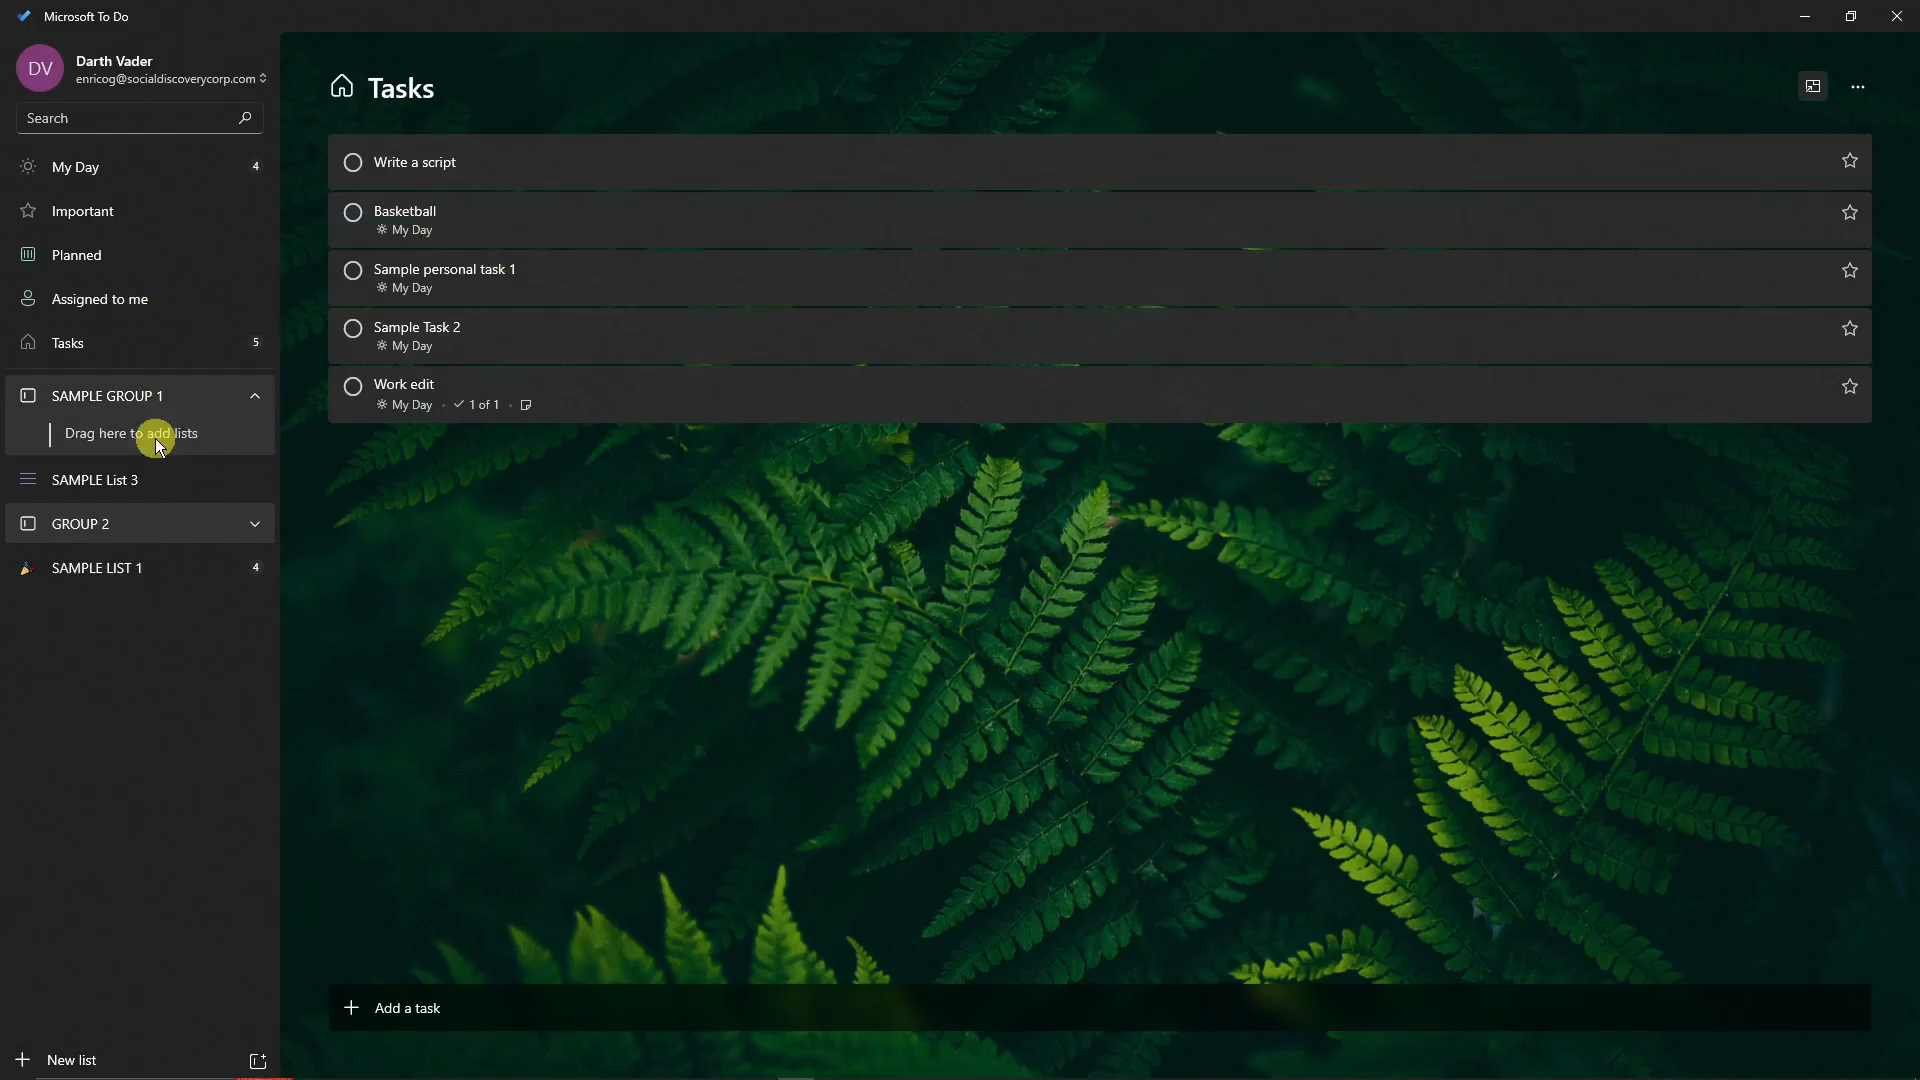 Microsoft To Do
DV
Darth Vader
enricog@socialdiscoverycorp.com
Search
My Day 4
Important
Planned
Assigned to me
Tasks 5
SAMPLE GROUP 1
Drag here to add lists
SAMPLE List 3
GROUP 2
SAMPLE LIST 1 4
New list
Tasks
Write a script
Basketball
My Day
Sample personal task 1
My Day
Sample Task 2
My Day
Work edit
My Day • 1 of 1 •
Add a task